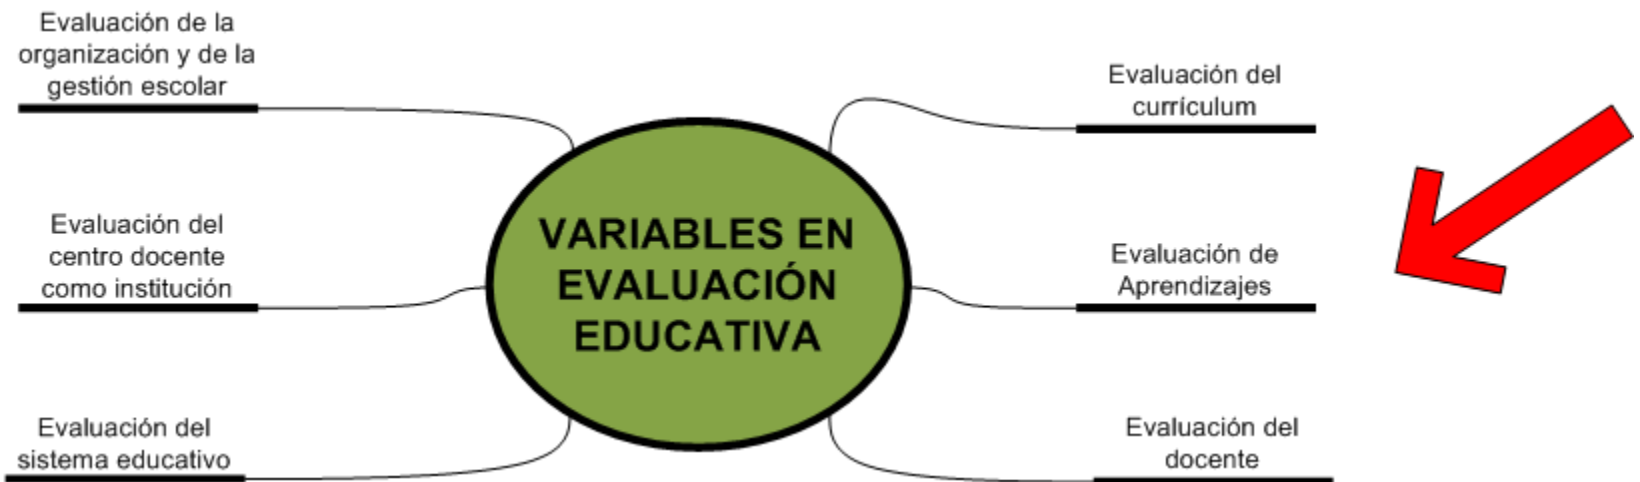 Evaluación de la
organización y de la
gestión escolar
Evaluación del
centro docente
como institución
Evaluación del
sistema educativo
VARIABLES EN
EVALUACIÓN
EDUCATIVA
Evaluación del
currículum
Evaluación de
Aprendizajes
Evaluación del
docente